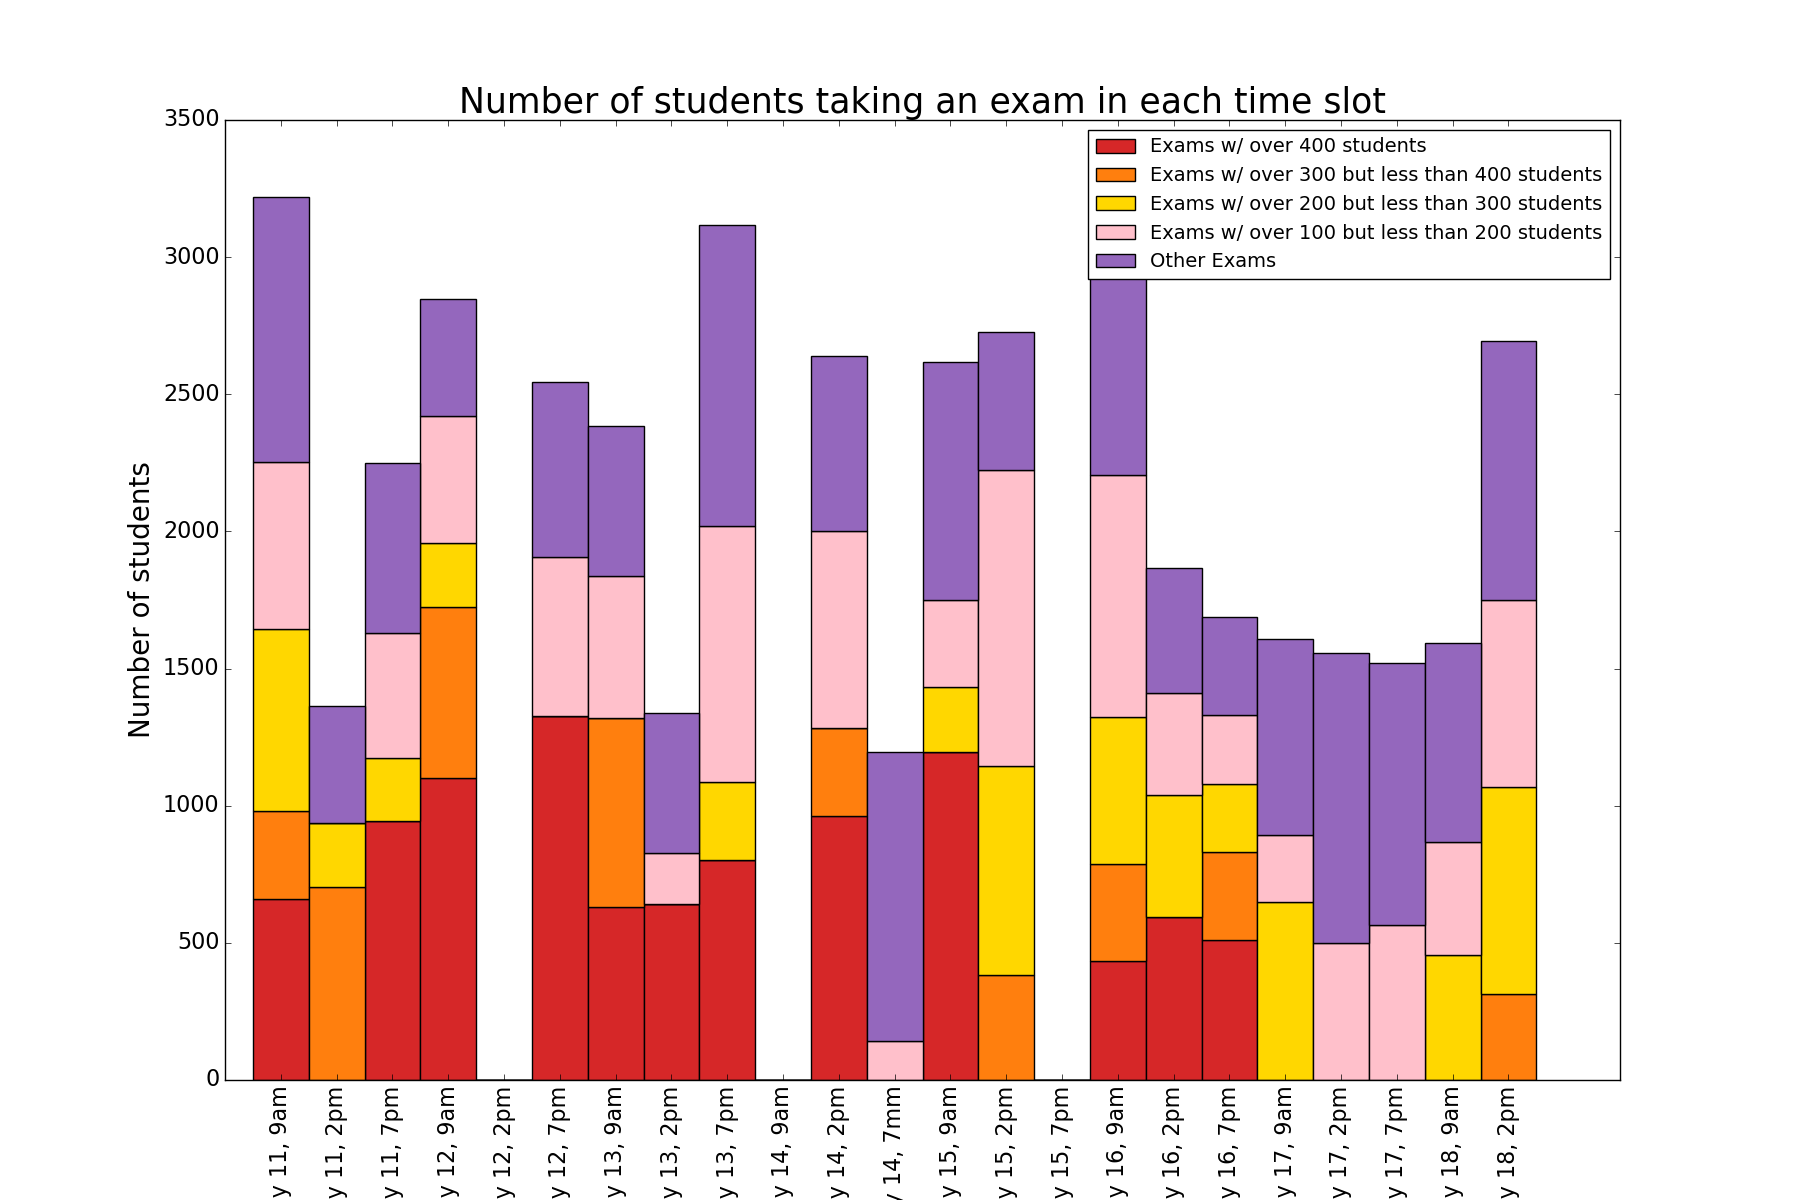 Number of students taking an exam in each time slot
Number of students
3500
3000
2500
2000
1500
1000
500
0
Exams w/ over 400 students
Exams w/ over 300 but less than 400 students
Exams w/ over 200 but less than 300 students
Exams w/ over 100 but less than 200 students
Other Exams
y 11, 9am
y 11, 2pm
y 11, 7pm
y 12, 9am
y 12, 2pm
y 12, 7pm
y 13, 9am
y 13, 2pm
y 13, 7pm
y 14, 9am
y 14, 2pm
y 14, 7mm
y 15, 9am
y 15, 2pm
y 15, 7pm
y 16, 9am
y 16, 2pm
y 16, 7pm
y 17, 9am
y 17, 2pm
y 17, 7pm
y 18, 9am
y 18, 2pm